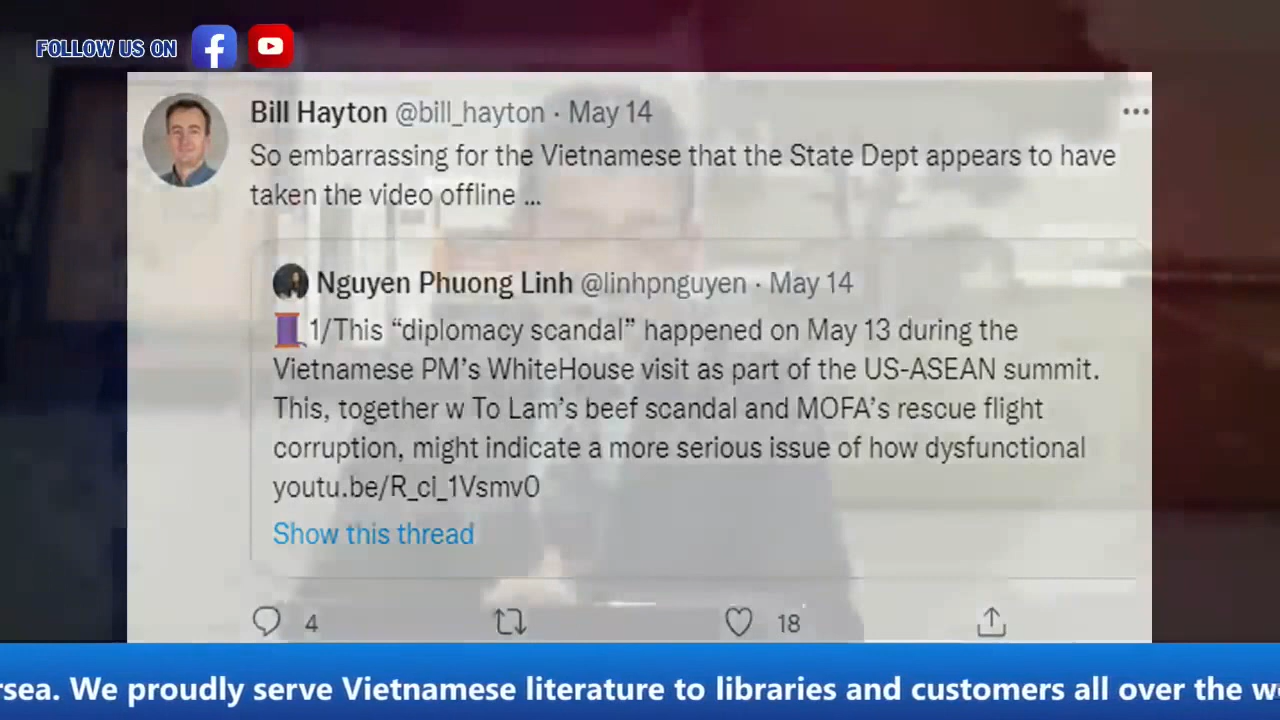 FOLLOW US ON
Bill Hayton @bill_hayton · May 14
So embarrassing for the Vietnamese that the State Dept appears to have
taken the video offline ...
Nguyen Phuong Linh @linhpnguyen · May 14
1/This “diplomacy scandal” happened on May 13 during the
Vietnamese PM’s WhiteHouse visit as part of the US-ASEAN summit.
This, together w To Lam’s beef scandal and MOFA’s rescue flight
corruption, might indicate a more serious issue of how dysfunctional
youtu.be/R_ci_1Vsmv0
Show this thread
4 18
rsea. We proudly serve Vietnamese literature to libraries and customers all over the w